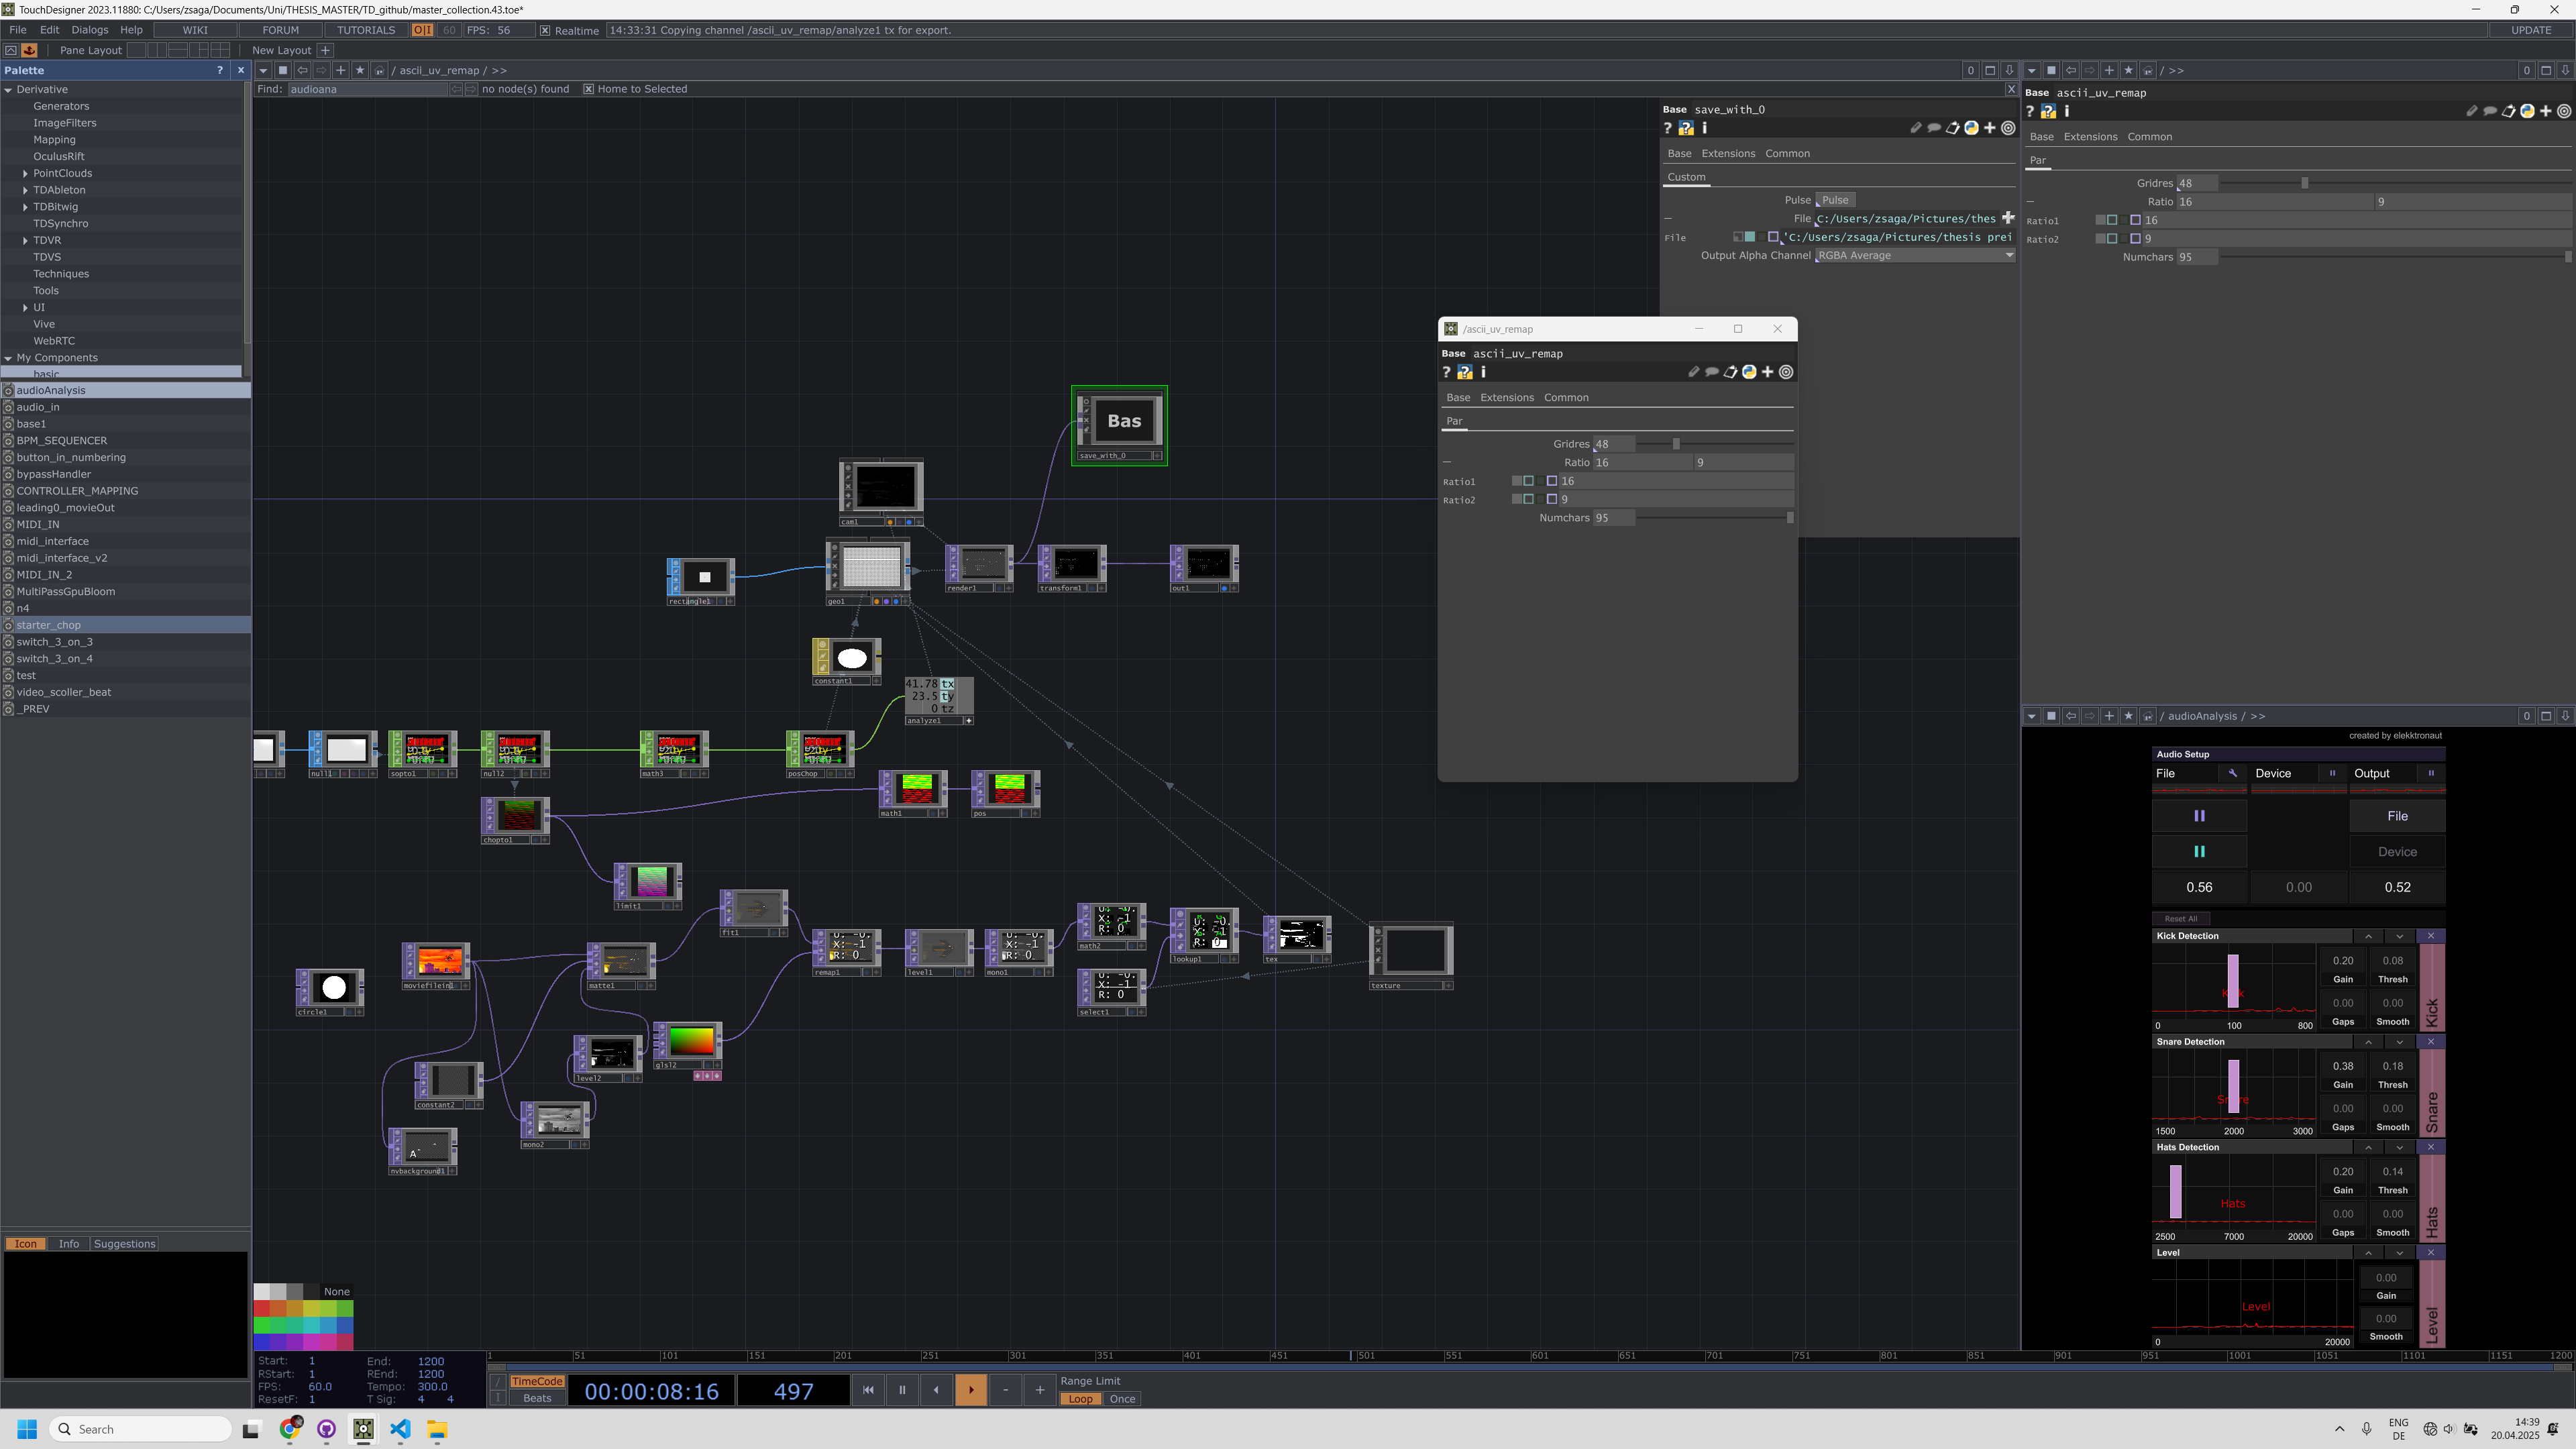 TouchDesigner 2023.11880: C:/Users/zsaga/Documents/Uni/THESIS_MASTER/TD_github/master_collection.43.toe*
File Edit Dialogs Help WIKI FORUM TUTORIALS O|I 60 FPS: 56 Realtime 14:33:31 Copying channel /ascii_uv_remap/analyze1 tx for export. UPDATE
Pane Layout New Layout +
Palette ? x
/ ascii_uv_remap / >> 0
/ >> 0
Find: audioana no node(s) found Home to Selected X
Derivative
Generators
ImageFilters
Mapping
OculusRift
PointClouds
TDAbleton
TDBitwig
TDSynchro
TDVR
TDVS
Techniques
Tools
UI
Vive
WebRTC
My Components
basic
audioAnalysis
audio_in
base1
BPM_SEQUENCER
button_in_numbering
bypassHandler
CONTROLLER_MAPPING
leading0_movieOut
MIDI_IN
midi_interface
midi_interface_v2
MIDI_IN_2
MultiPassGpuBloom
n4
starter_chop
switch_3_on_3
switch_3_on_4
test
video_scoller_beat
_PREV
Icon Info Suggestions
Base save_with_0
Base Extensions Common
Custom
Pulse Pulse
File C:/Users/zsaga/Pictures/thes
File 'C:/Users/zsaga/Pictures/thesis prei
Output Alpha Channel RGBA Average
Base ascii_uv_remap
Base Extensions Common
Par
Gridres 48
Ratio 16 9
Ratio1 16
Ratio2 9
Numchars 95
/ascii_uv_remap
Base ascii_uv_remap
Base Extensions Common
Par
Gridres 48
Ratio 16 9
Ratio1 16
Ratio2 9
Numchars 95
Bas
save_with_0
cam1
rectangle1
geo1
render1
transform1
out1
constant1
41.78 tx
23.5 ty
0 tz
analyze1
null1
sopto1
null2
math3
posChop
chopto1
math1
pos
limit1
fit1
moviefilein1
matte1
remap1
level1
mono1
math2
lookup1
tex
texture
X: -1
R: 0
select1
circle1
level2
glsl2
constant2
mono2
A
nvbackground1
/ audioAnalysis / >> 0
created by elekktronaut
Audio Setup
File Device Output
File
Device
0.56 0.00 0.52
Reset All
Kick Detection
0.20 0.08
Gain Thresh
0.00 0.00
Gaps Smooth
0 100 800
Kick
Snare Detection
0.38 0.18
Gain Thresh
0.00 0.00
Gaps Smooth
1500 2000 3000
Snare
Hats Detection
0.20 0.14
Gain Thresh
Hats
0.00 0.00
Gaps Smooth
2500 7000 20000
Hats
Level
0.00
Gain
Level
0.00
Smooth
0 20000
Level
None
1 51 101 151 201 251 301 351 401 451 501 551 601 651 701 751 801 851 901 951 1001 1051 1101 1151 1200
Start: 1 End: 1200
RStart: 1 REnd: 1200
FPS: 60.0 Tempo: 300.0
ResetF: 1 T Sig: 4 4
TimeCode
Beats
00:00:08:16 497
Range Limit
Loop Once
Search
ENG
DE
14:39
20.04.2025